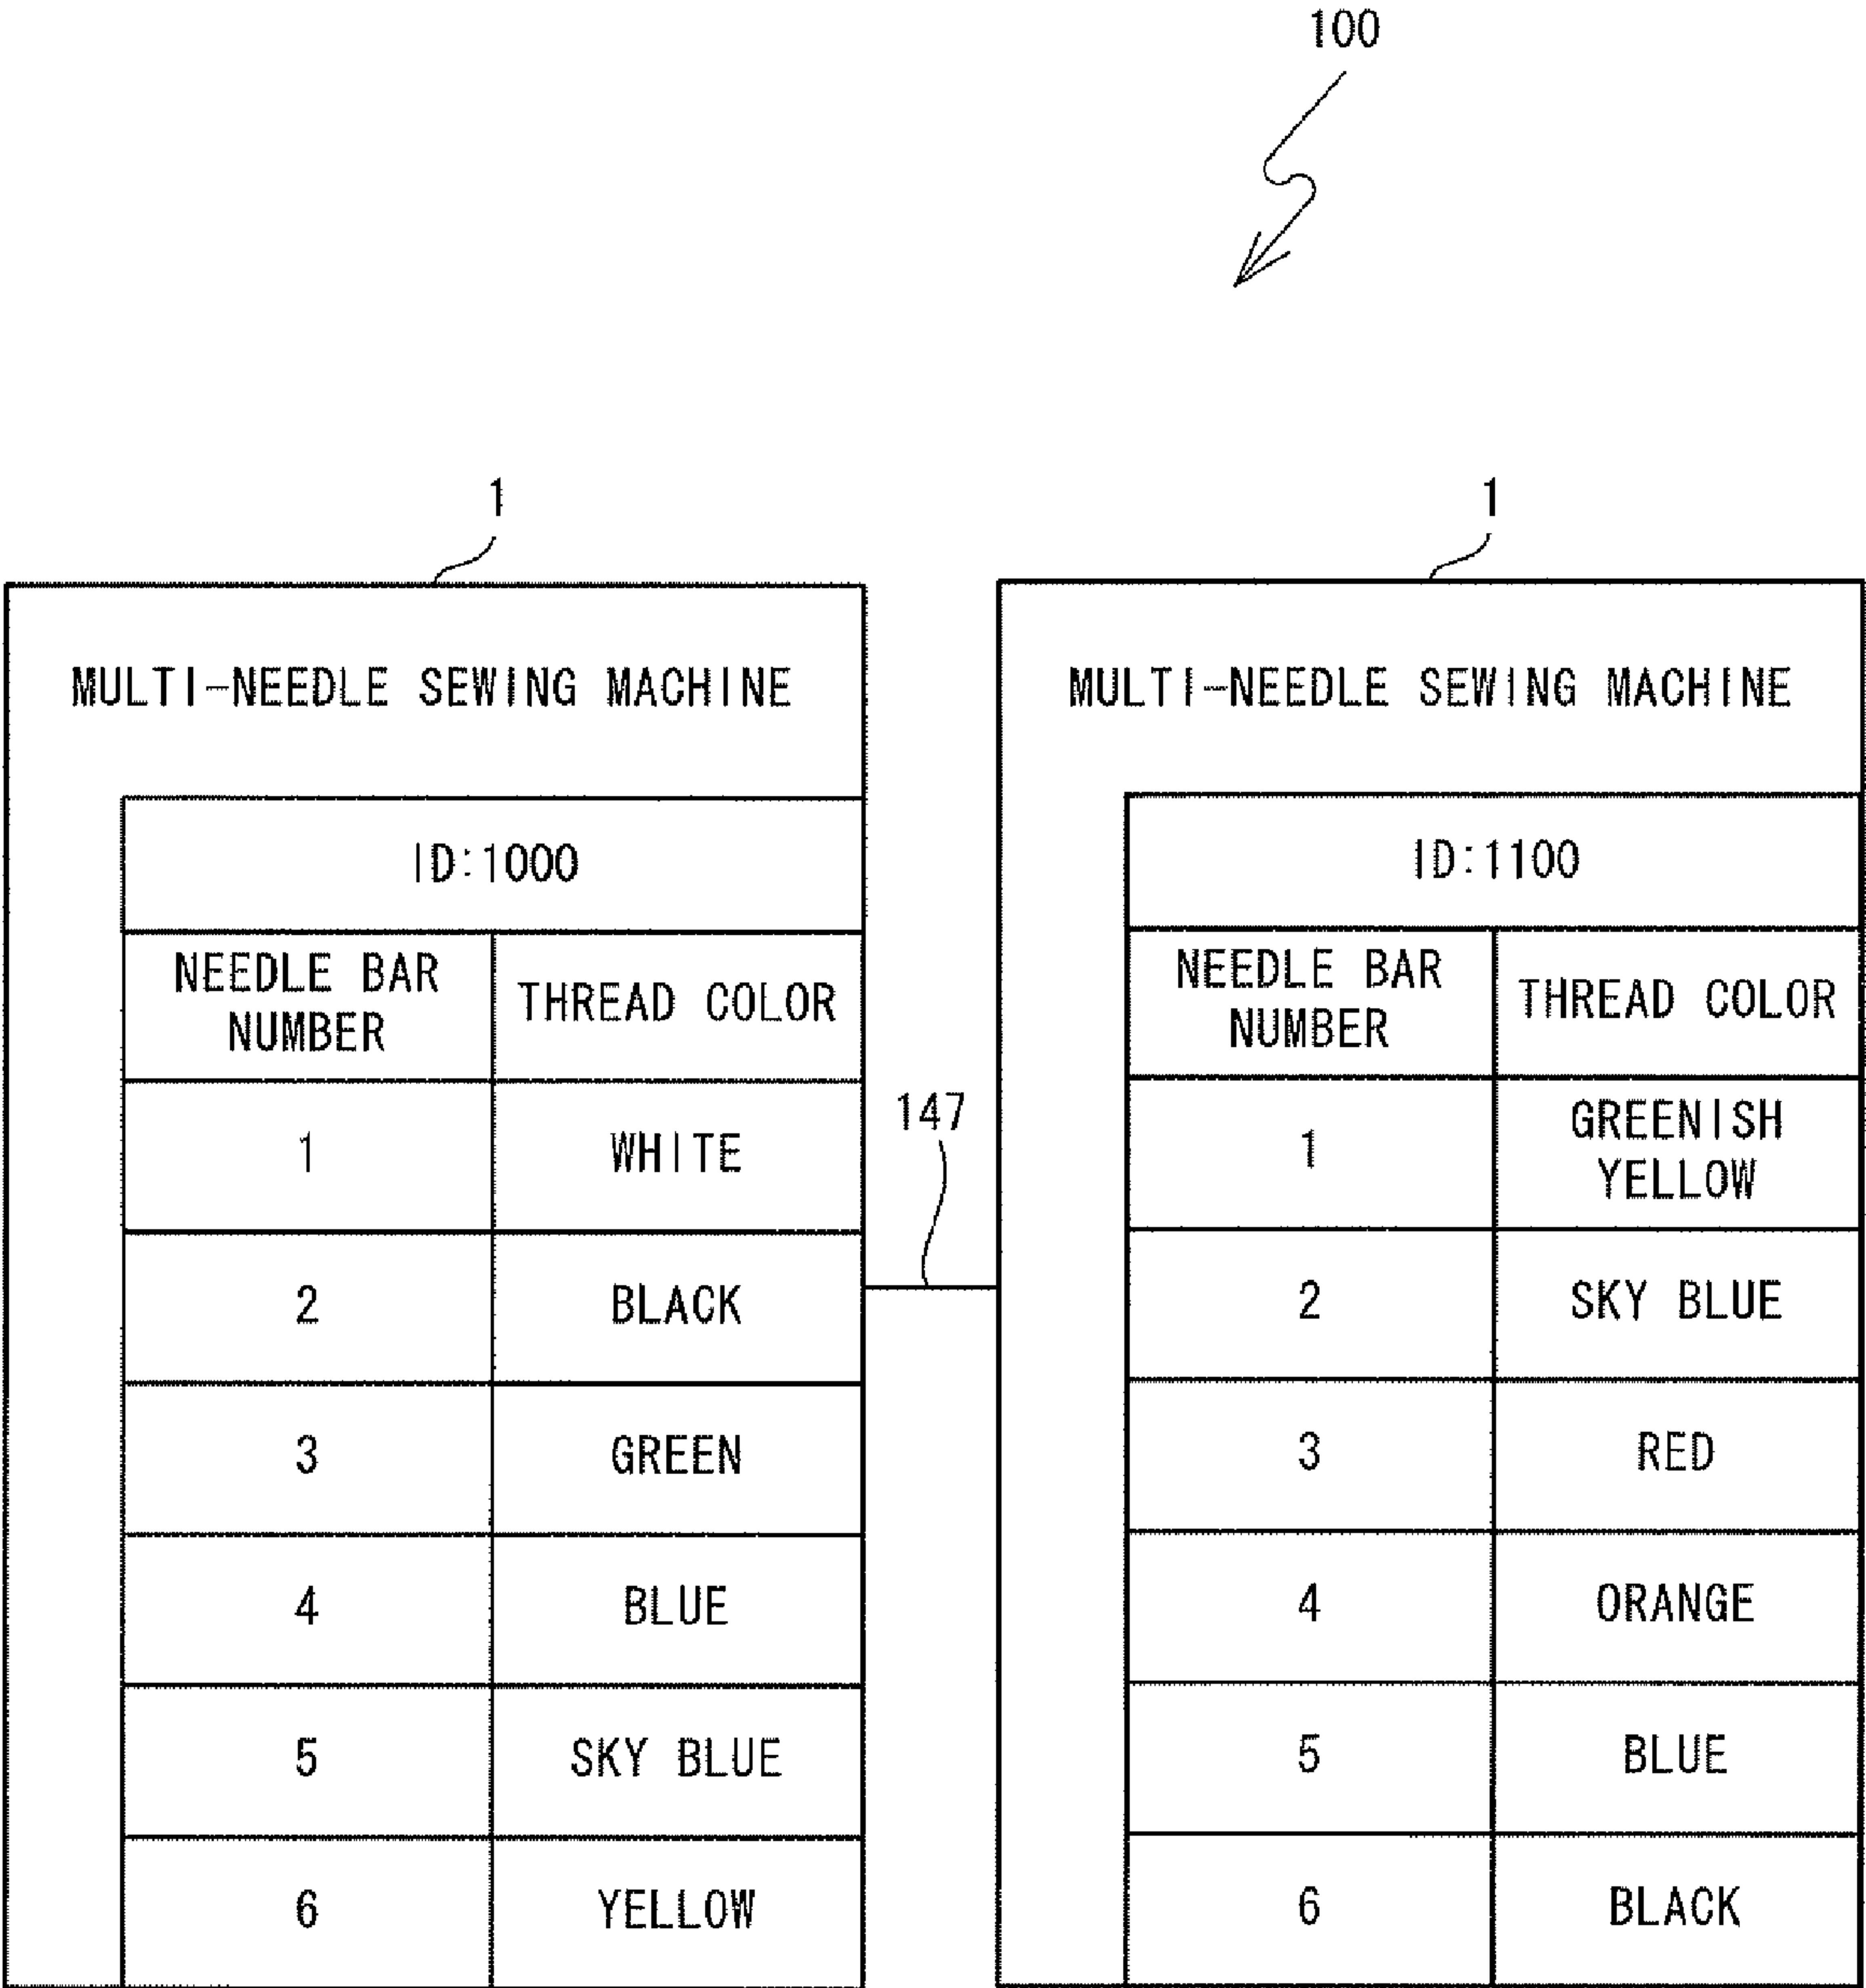 100
1
MULTI-NEEDLE SEWING MACHINE
ID:1000
NEEDLE BAR
NUMBER
THREAD COLOR
1
WHITE
2
BLACK
3
GREEN
4
BLUE
5
SKY BLUE
6
YELLOW
147
1
MULTI-NEEDLE SEWING MACHINE
ID:1100
NEEDLE BAR
NUMBER
THREAD COLOR
1
GREENISH
YELLOW
2
SKY BLUE
3
RED
4
ORANGE
5
BLUE
6
BLACK